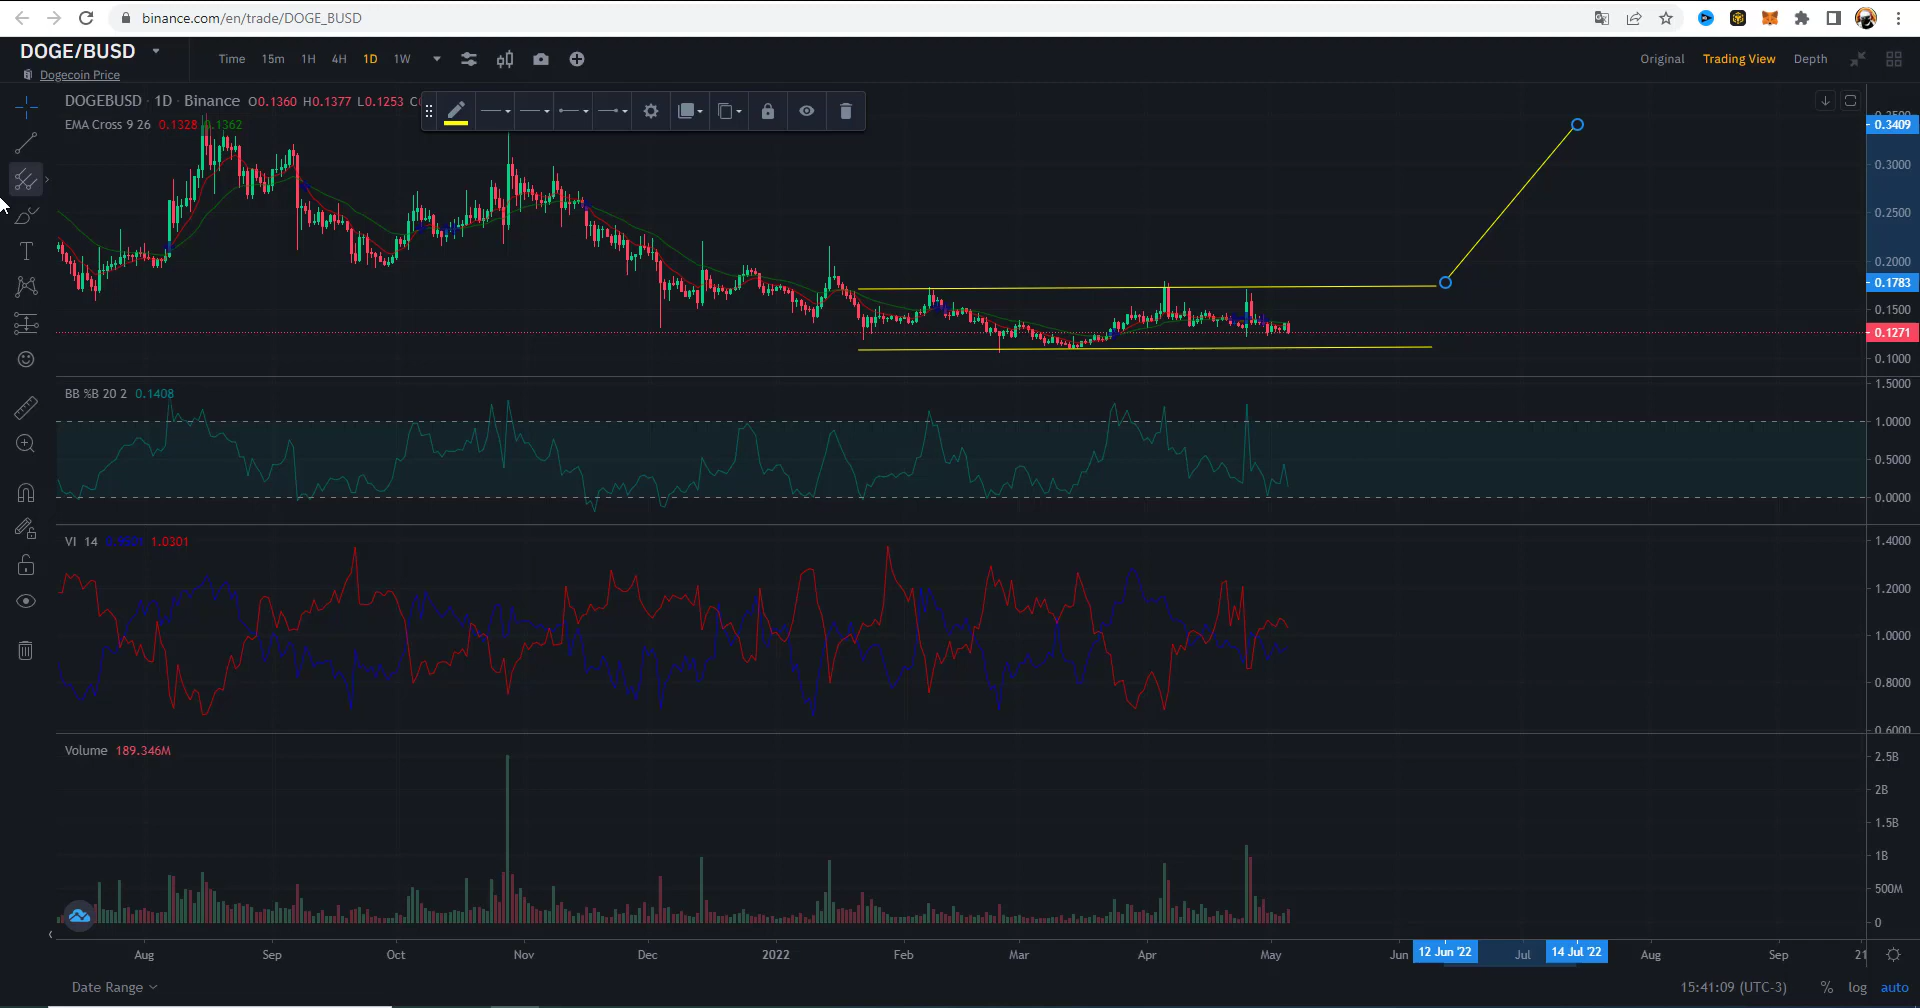 binance.com/en/trade/DOGE_BUSD
DOGE/BUSD
Dogecoin Price
Time 15m 1H 4H 1D 1W
Original Trading View Depth
DOGEBUSD · 1D · Binance O0.1360 H0.1377 L0.1253
EMA Cross 9 26 0.1328 0.1362
0.3409
0.3000
0.2500
0.2000
0.1783
0.1500
0.1271
0.1000
BB %B 20 2 0.1408
1.5000
1.0000
0.5000
0.0000
VI 14 1.0301
1.4000
1.2000
1.0000
0.8000
0.6000
Volume 189.346M
2.5B
2B
1.5B
1B
500M
0
Aug Sep Oct Nov Dec 2022 Feb Mar Apr May Jun 12 Jun '22 Jul 14 Jul '22 Aug Sep 21
Date Range
15:41:09 (UTC-3) % log auto